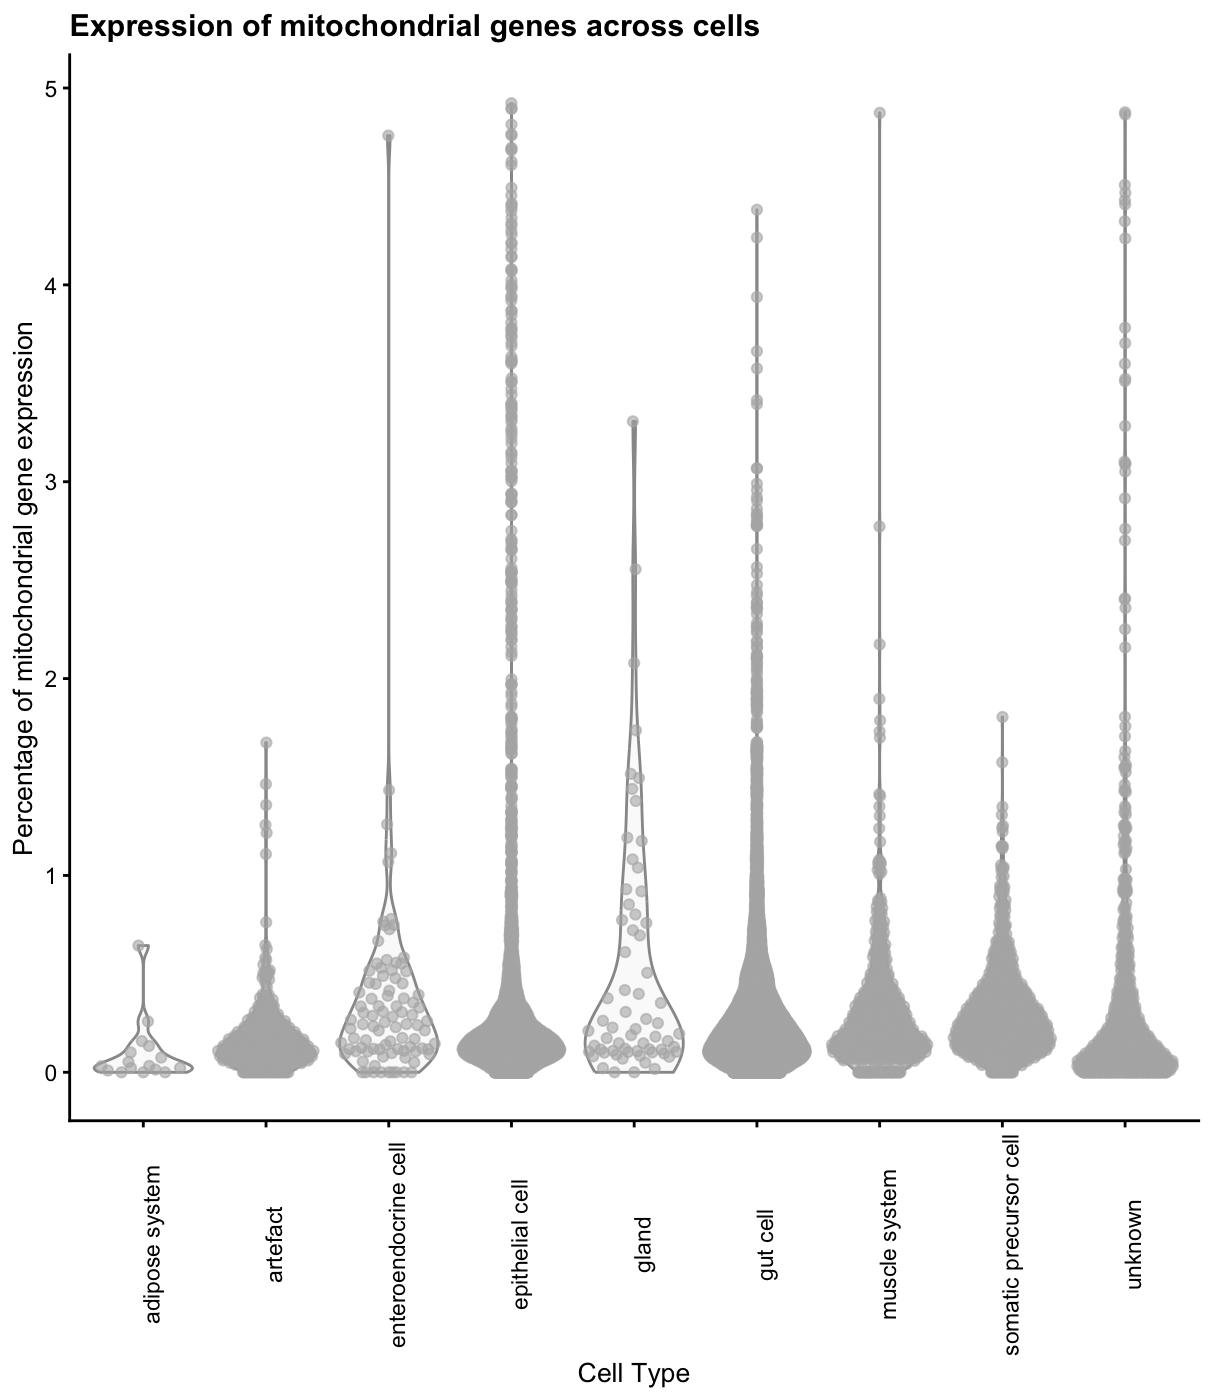 Expression of mitochondrial genes across cells
Percentage of mitochondrial gene expression
5
4
3
2
1
0
adipose system
artefact
enteroendocrine cell
epithelial cell
gland
gut cell
muscle system
somatic precursor cell
unknown
Cell Type